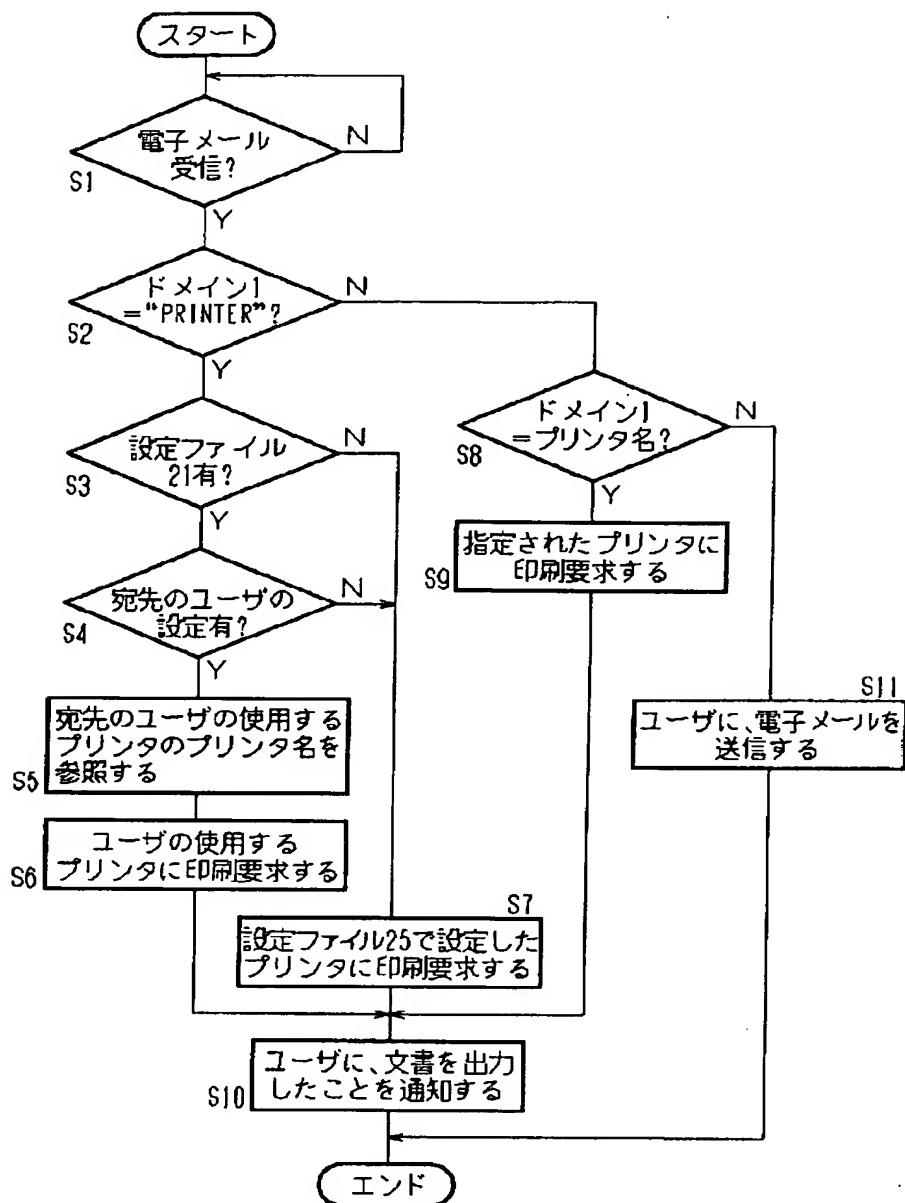 スタート
電子メール
受信?
N
S1
Y
ドメイン1
="PRINTER"?
N
S2
Y
設定ファイル
21有?
N
S3
Y
宛先のユーザの
設定有?
N
S4
Y
宛先のユーザの使用する
プリンタのプリンタ名を
参照する
S5
ユーザの使用する
プリンタに印刷要求する
S6
S7
設定ファイル25で設定した
プリンタに印刷要求する
ドメイン1
=プリンタ名?
N
S8
Y
指定されたプリンタに
印刷要求する
S9
S11
ユーザに、電子メールを
送信する
ユーザに、文書を出力
したことを通知する
S10
エンド